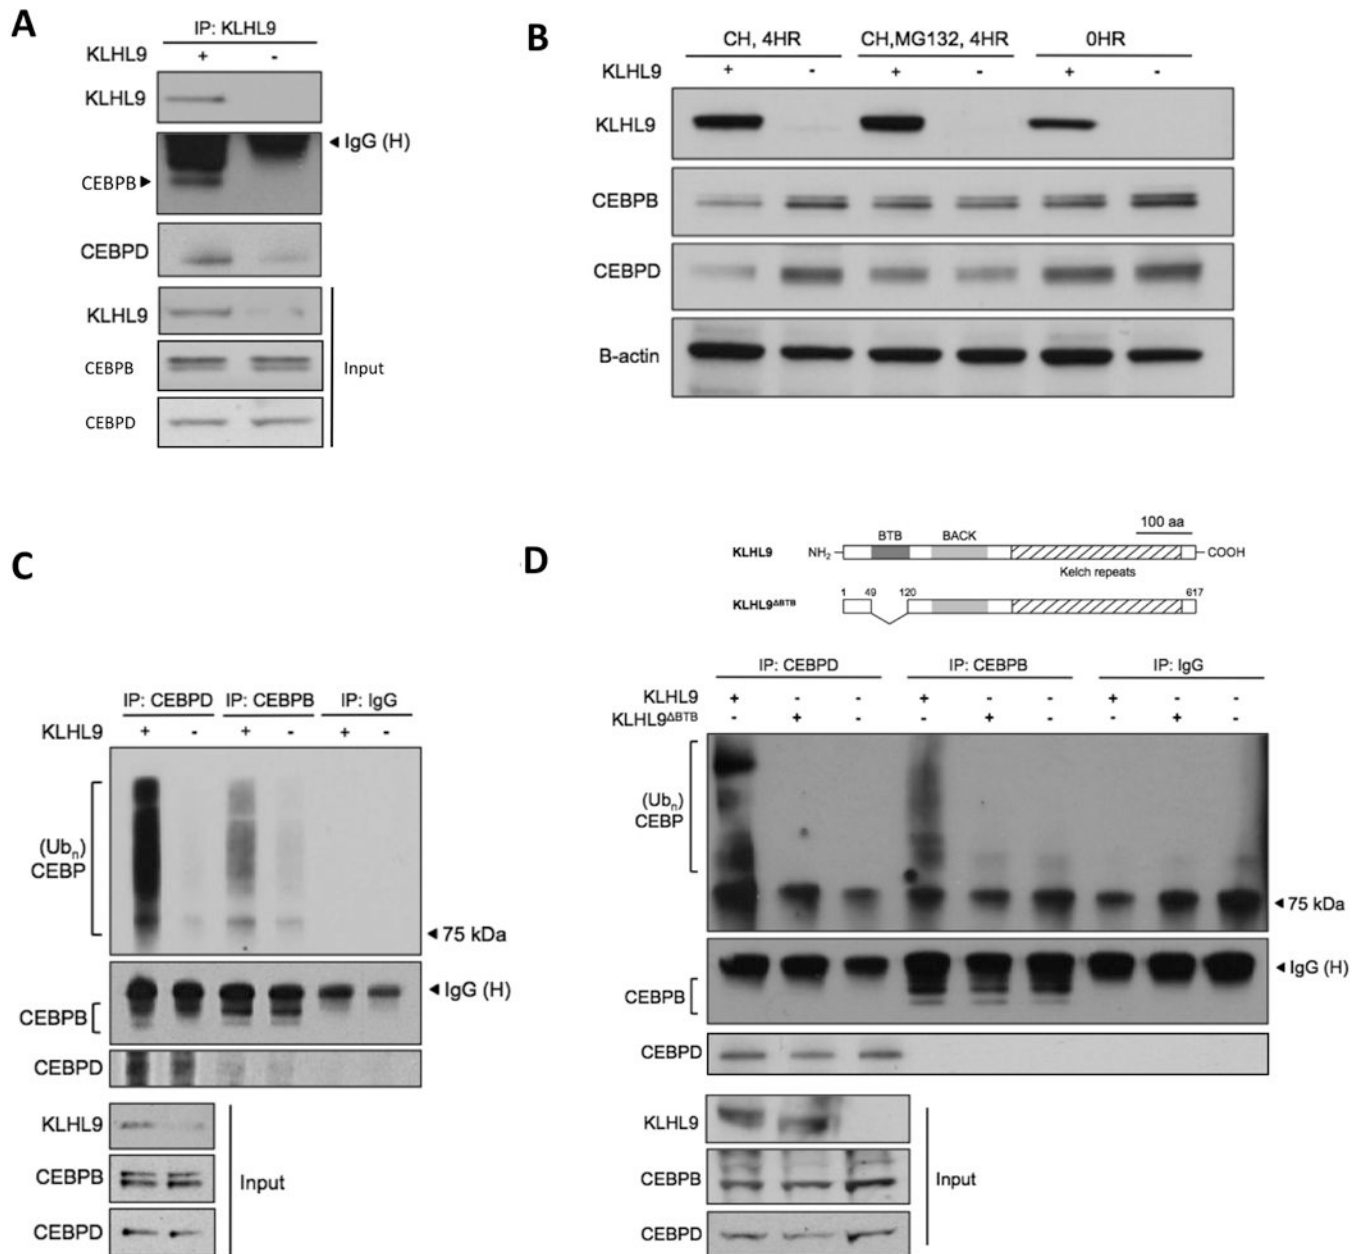 A
IP: KLHL9
KLHL9 + -
KLHL9
◄ IgG (H)
CEBPB►
CEBPD
KLHL9
CEBPB
CEBPD
Input
B
CH, 4HR CH,MG132, 4HR 0HR
KLHL9 + - + - + -
KLHL9
CEBPB
CEBPD
B-actin
C
IP: CEBPD IP: CEBPB IP: IgG
KLHL9 + - + - + -
(Ubn)
CEBP
◄ 75 kDa
◄ IgG (H)
CEBPB
CEBPD
KLHL9
CEBPB
CEBPD
Input
D
100 aa
BTB BACK
KLHL9 NH2 COOH
Kelch repeats
1 49 120 617
KLHL9ΔBTB
IP: CEBPD IP: CEBPB IP: IgG
KLHL9 + - - + - - + - -
KLHL9ΔBTB - + - - + - - + -
(Ubn)
CEBP
◄ 75 kDa
◄ IgG (H)
CEBPB
CEBPD
KLHL9
CEBPB
CEBPD
Input